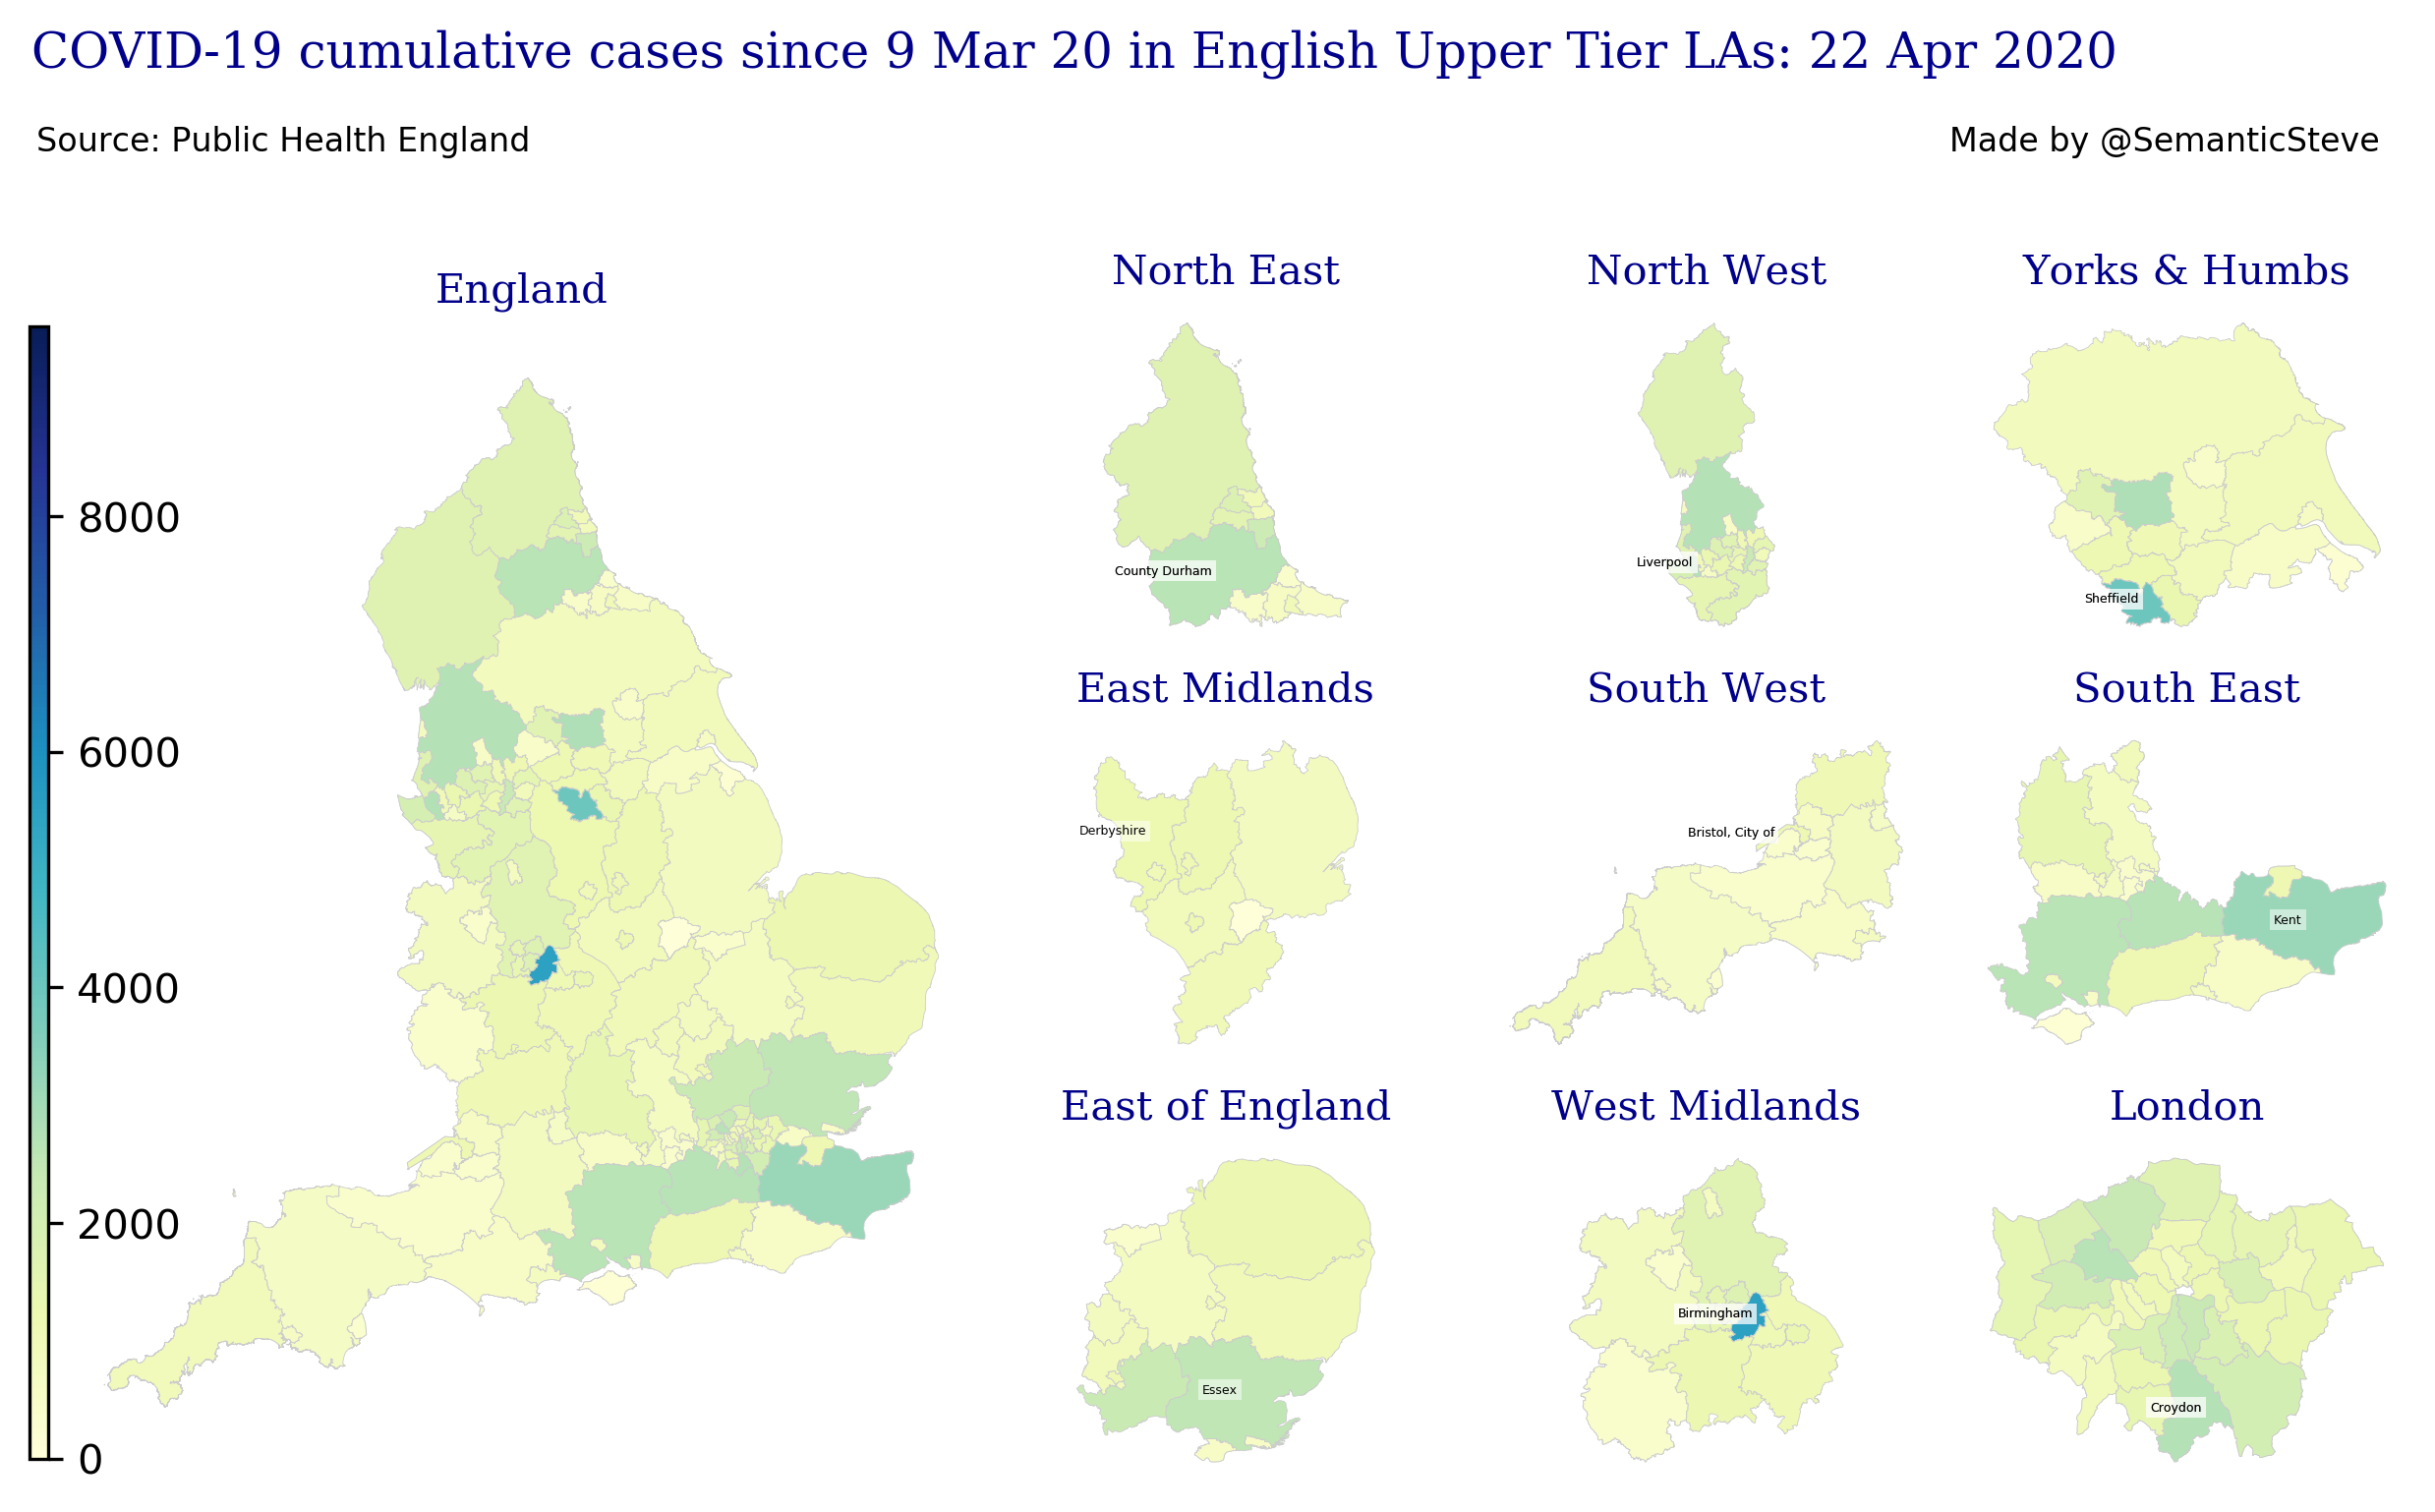 COVID-19 cumulative cases since 9 Mar 20 in English Upper Tier LAs: 22 Apr 2020
Source: Public Health England
Made by @SemanticSteve
England
8000
6000
4000
2000
0
North East
County Durham
North West
Liverpool
Yorks & Humbs
Sheffield
East Midlands
Derbyshire
South West
Bristol, City of
South East
Kent
East of England
Essex
West Midlands
Birmingham
London
Croydon